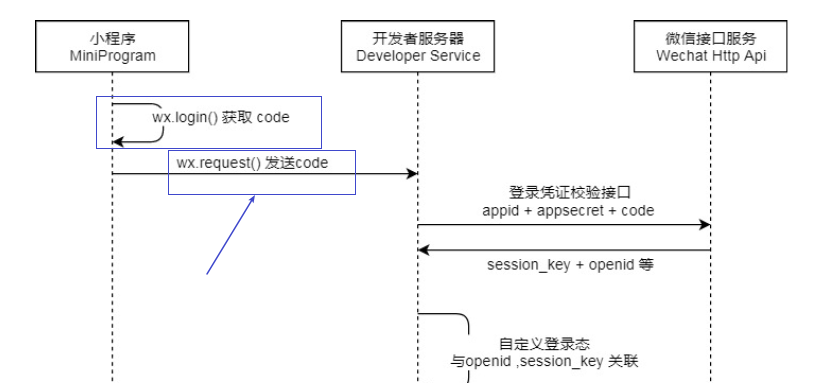 小程序
MiniProgram
开发者服务器
Developer Service
微信接口服务
Wechat Http Api
wx.login() 获取 code
wx.request() 发送code
登录凭证校验接口
appid + appsecret + code
session_key + openid 等
自定义登录态
与openid ,session_key 关联